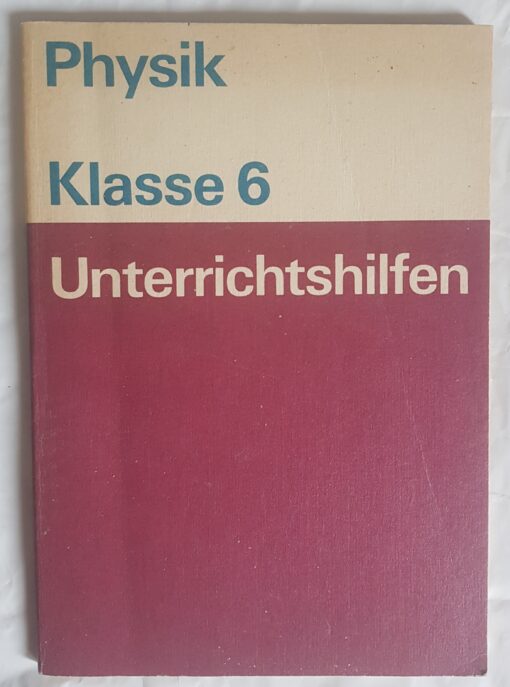 Physik
Klasse 6
Unterrichtshilfen